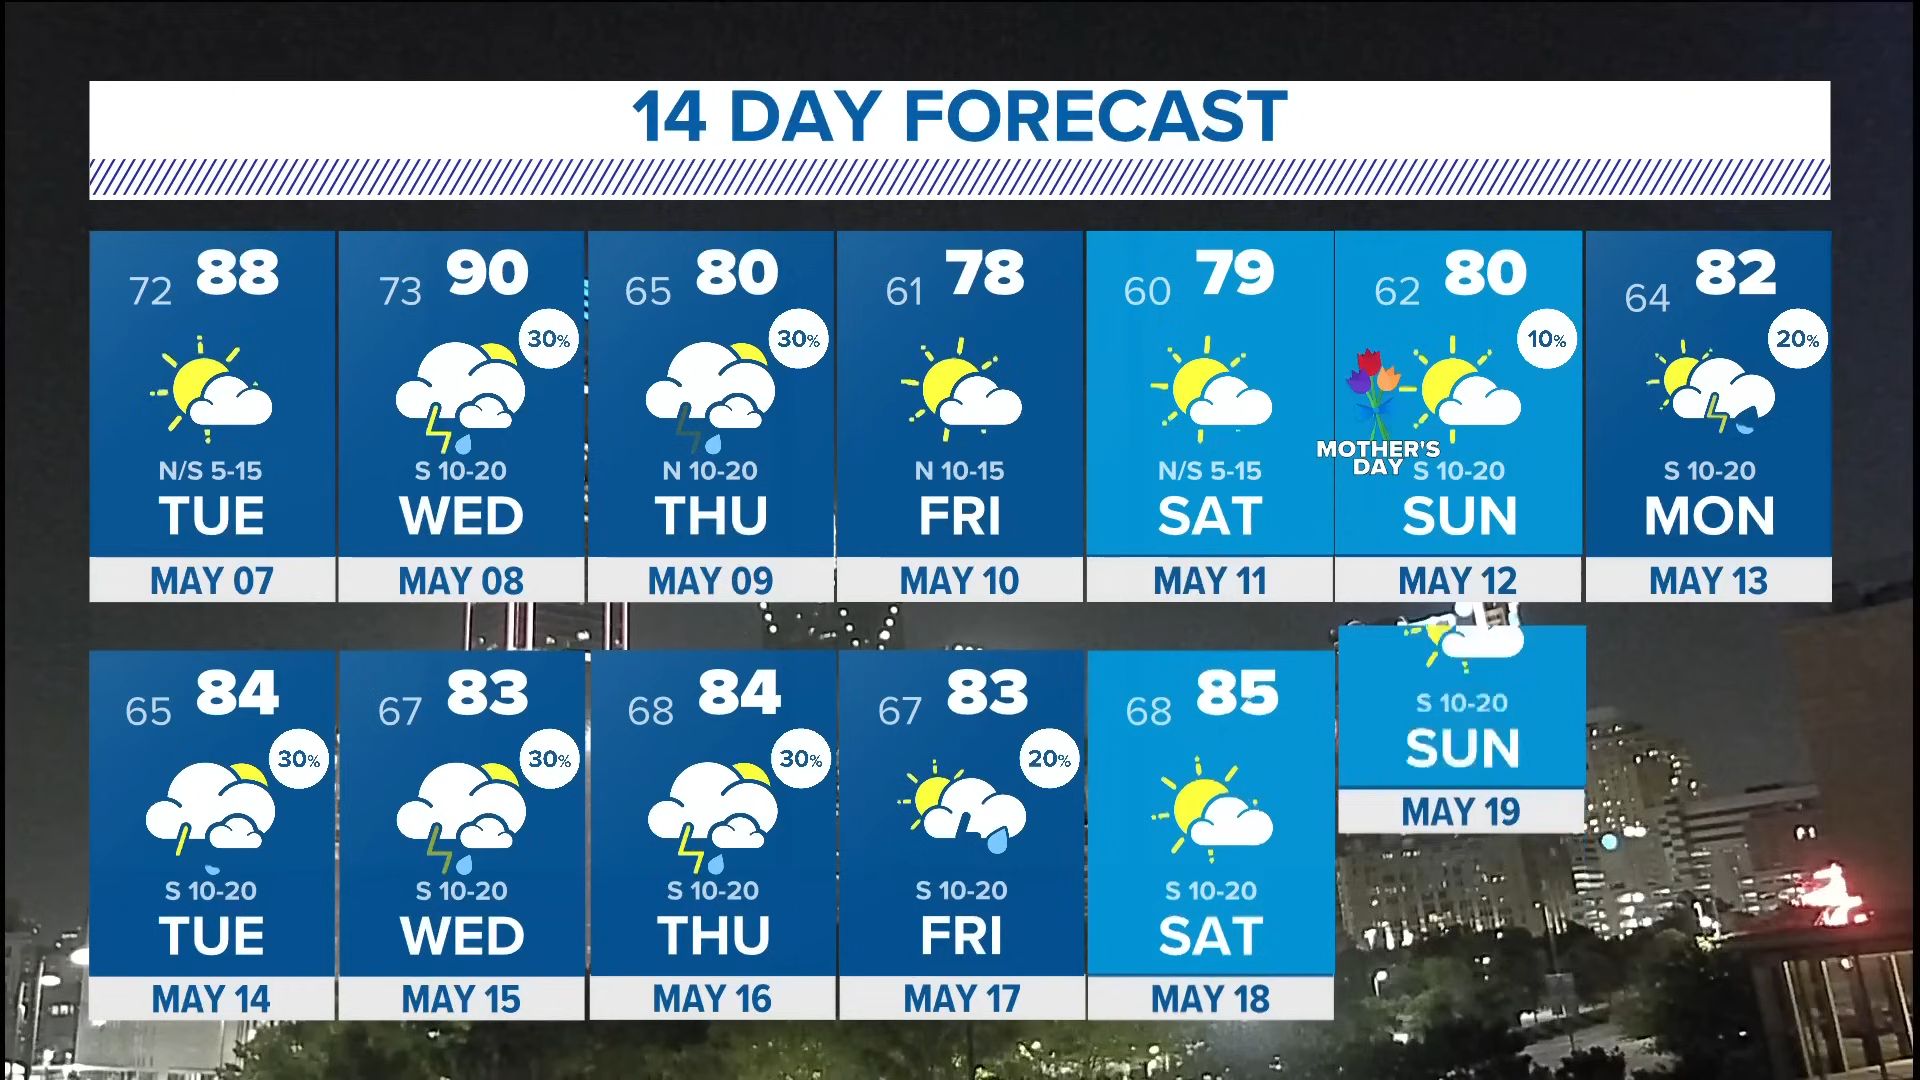 14 DAY FORECAST
72 88
N/S 5-15
TUE
MAY 07
73 90
30%
S 10-20
WED
MAY 08
65 80
30%
N 10-20
THU
MAY 09
61 78
N 10-15
FRI
MAY 10
60 79
N/S 5-15
SAT
MAY 11
62 80
10%
MOTHER'S
DAY
S 10-20
SUN
MAY 12
64 82
20%
S 10-20
MON
MAY 13
65 84
30%
S 10-20
TUE
MAY 14
67 83
30%
S 10-20
WED
MAY 15
68 84
30%
S 10-20
THU
MAY 16
67 83
20%
S 10-20
FRI
MAY 17
68 85
S 10-20
SAT
MAY 18
S 10-20
SUN
MAY 19